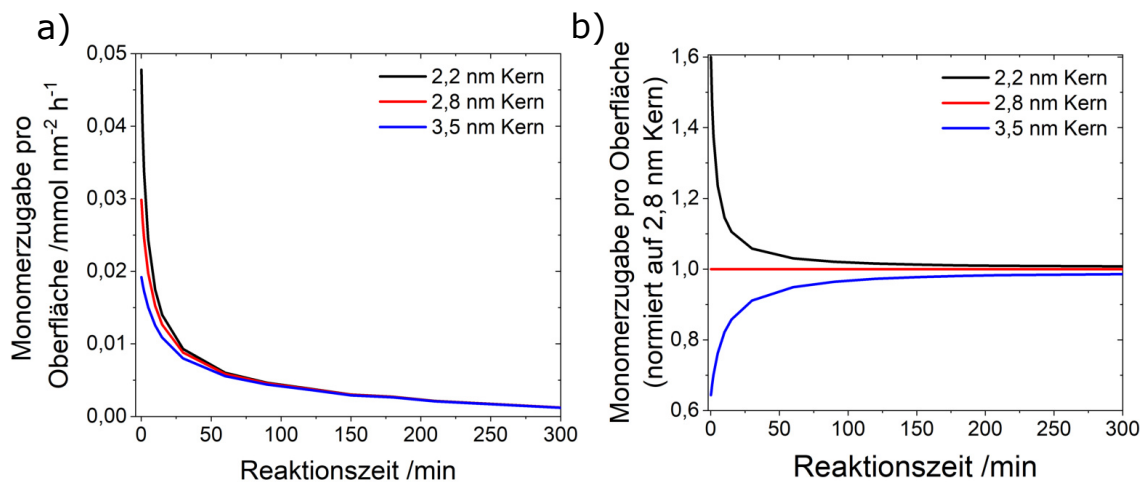 a)
Monomerzugabe pro
Oberfläche /mmol nm-2 h-1
0,05
0,04
0,03
0,02
0,01
0,00
2,2 nm Kern
2,8 nm Kern
3,5 nm Kern
0
50
100
150
200
250
300
Reaktionszeit /min
b)
Monomerzugabe pro Oberfläche
(normiert auf 2,8 nm Kern)
1,6
1,4
1,2
1,0
0,8
0,6
2,2 nm Kern
2,8 nm Kern
3,5 nm Kern
0
50
100
150
200
250
300
Reaktionszeit /min